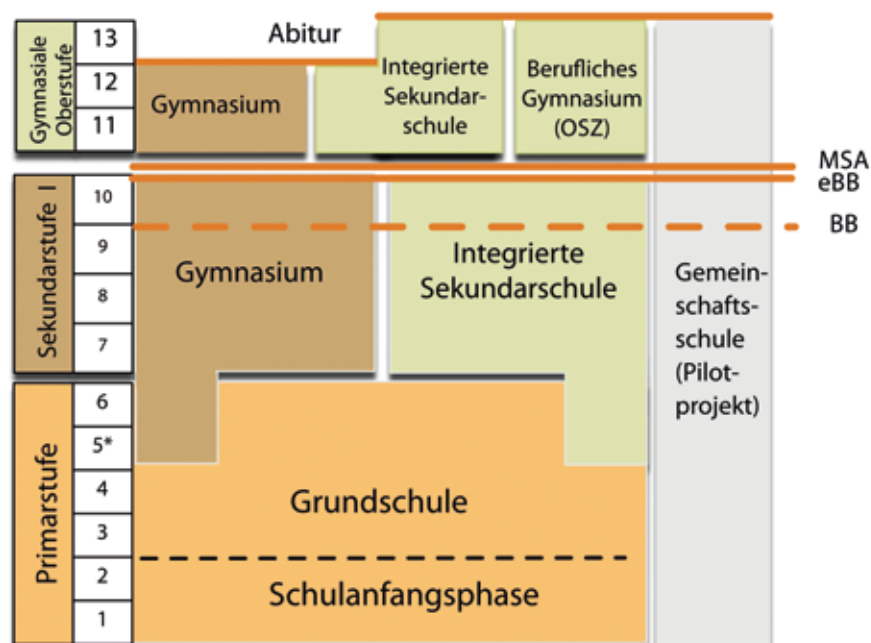 Gymnasiale
Oberstufe
13
12
11
Abitur
Gymnasium
Integrierte
Sekundar-
schule
Berufliches
Gymnasium
(OSZ)
MSA
eBB
BB
Sekundarstufe I
10
9
8
7
Gymnasium
Integrierte
Sekundarschule
Gemein-
schafts-
schule
(Pilot-
projekt)
Primarstufe
6
5*
4
3
2
1
Grundschule
Schulanfangsphase